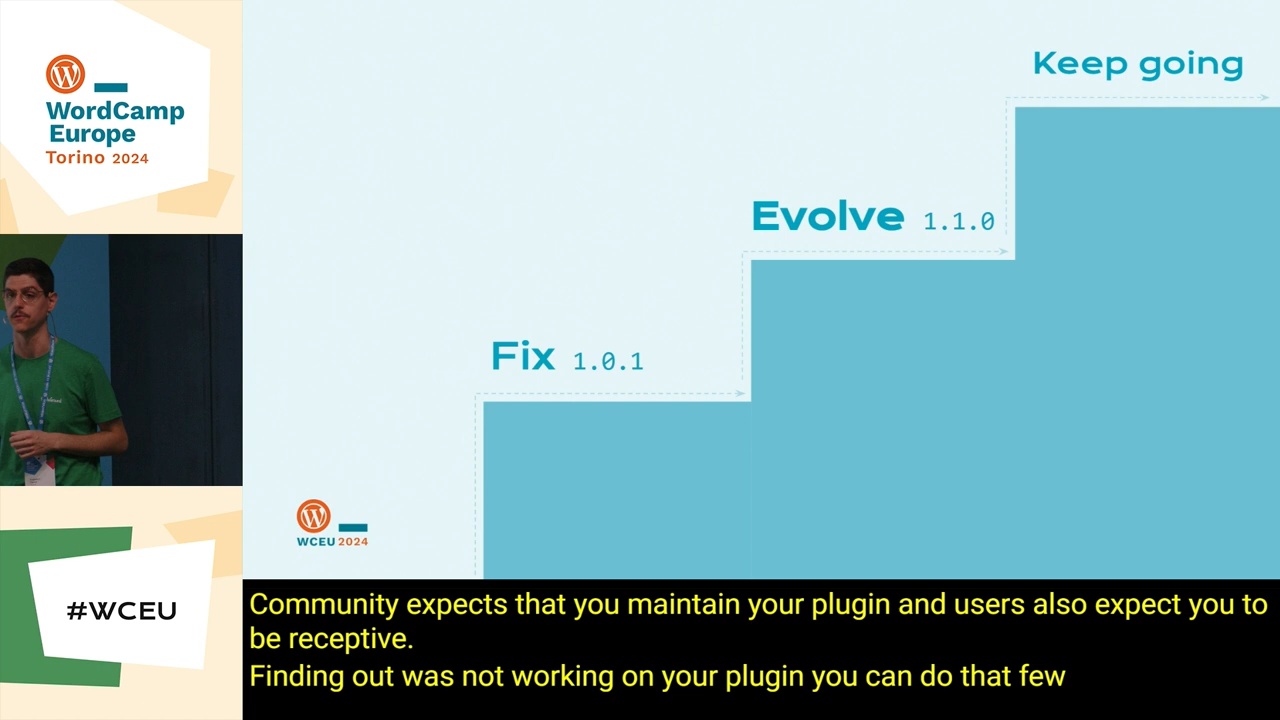 WordCamp
Europe
Torino 2024
#WCEU
Keep going
Evolve 1.1.0
Fix 1.0.1
WCEU 2024
Community expects that you maintain your plugin and users also expect you to
be receptive.
Finding out was not working on your plugin you can do that few